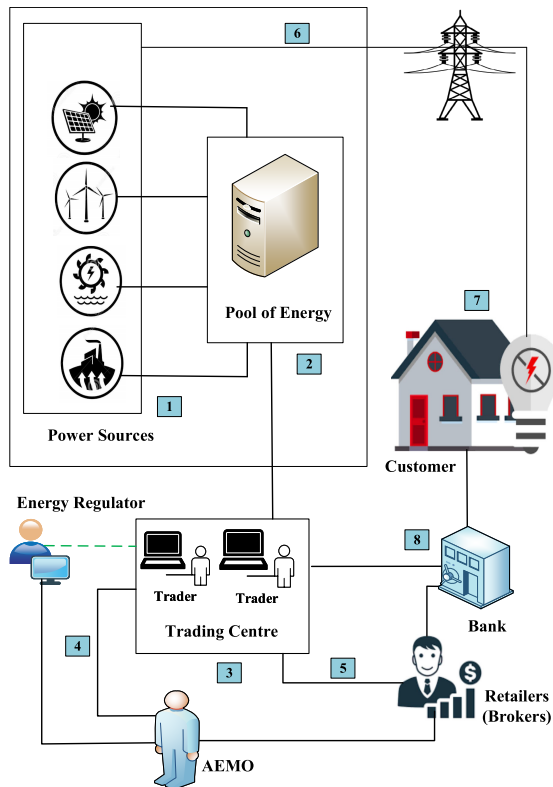 6
Pool of Energy
7
2
1
Power Sources
Customer
Energy Regulator
8
Trader
Trader
Trading Centre
Bank
4
3
5
Retailers
(Brokers)
AEMO
$